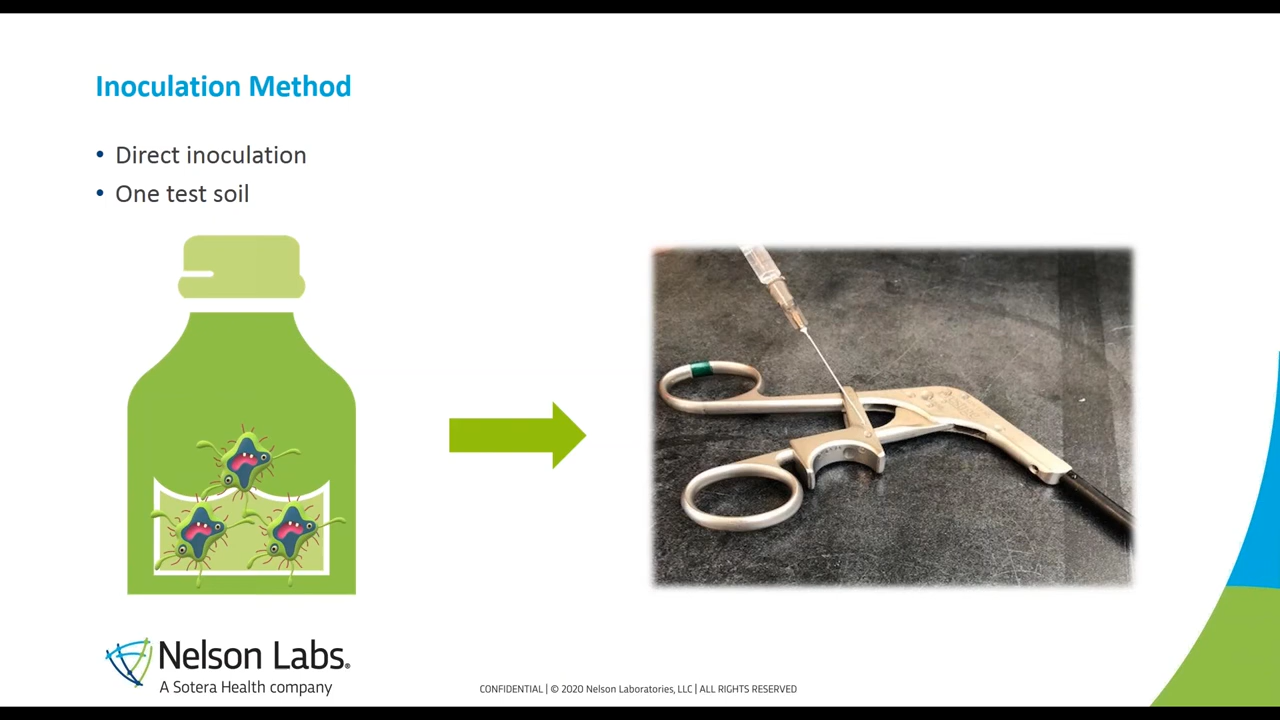 Inoculation Method
• Direct inoculation
• One test soil
Nelson Labs®
A Sotera Health company
CONFIDENTIAL | © 2020 Nelson Laboratories, LLC | ALL RIGHTS RESERVED